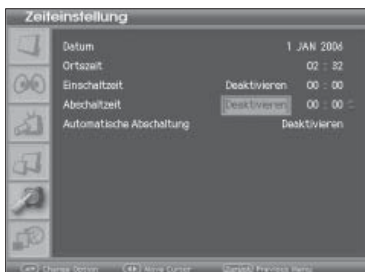 Zeiteinstellung
Datum 1 JAN 2006
Ortszeit 02 : 32
Einschaltzeit Deaktivieren 00 : 00
Abschaltzeit Deaktivieren 00 : 00
Automatische Abschaltung Deaktivieren
Change Option Move Cursor Previous Menu